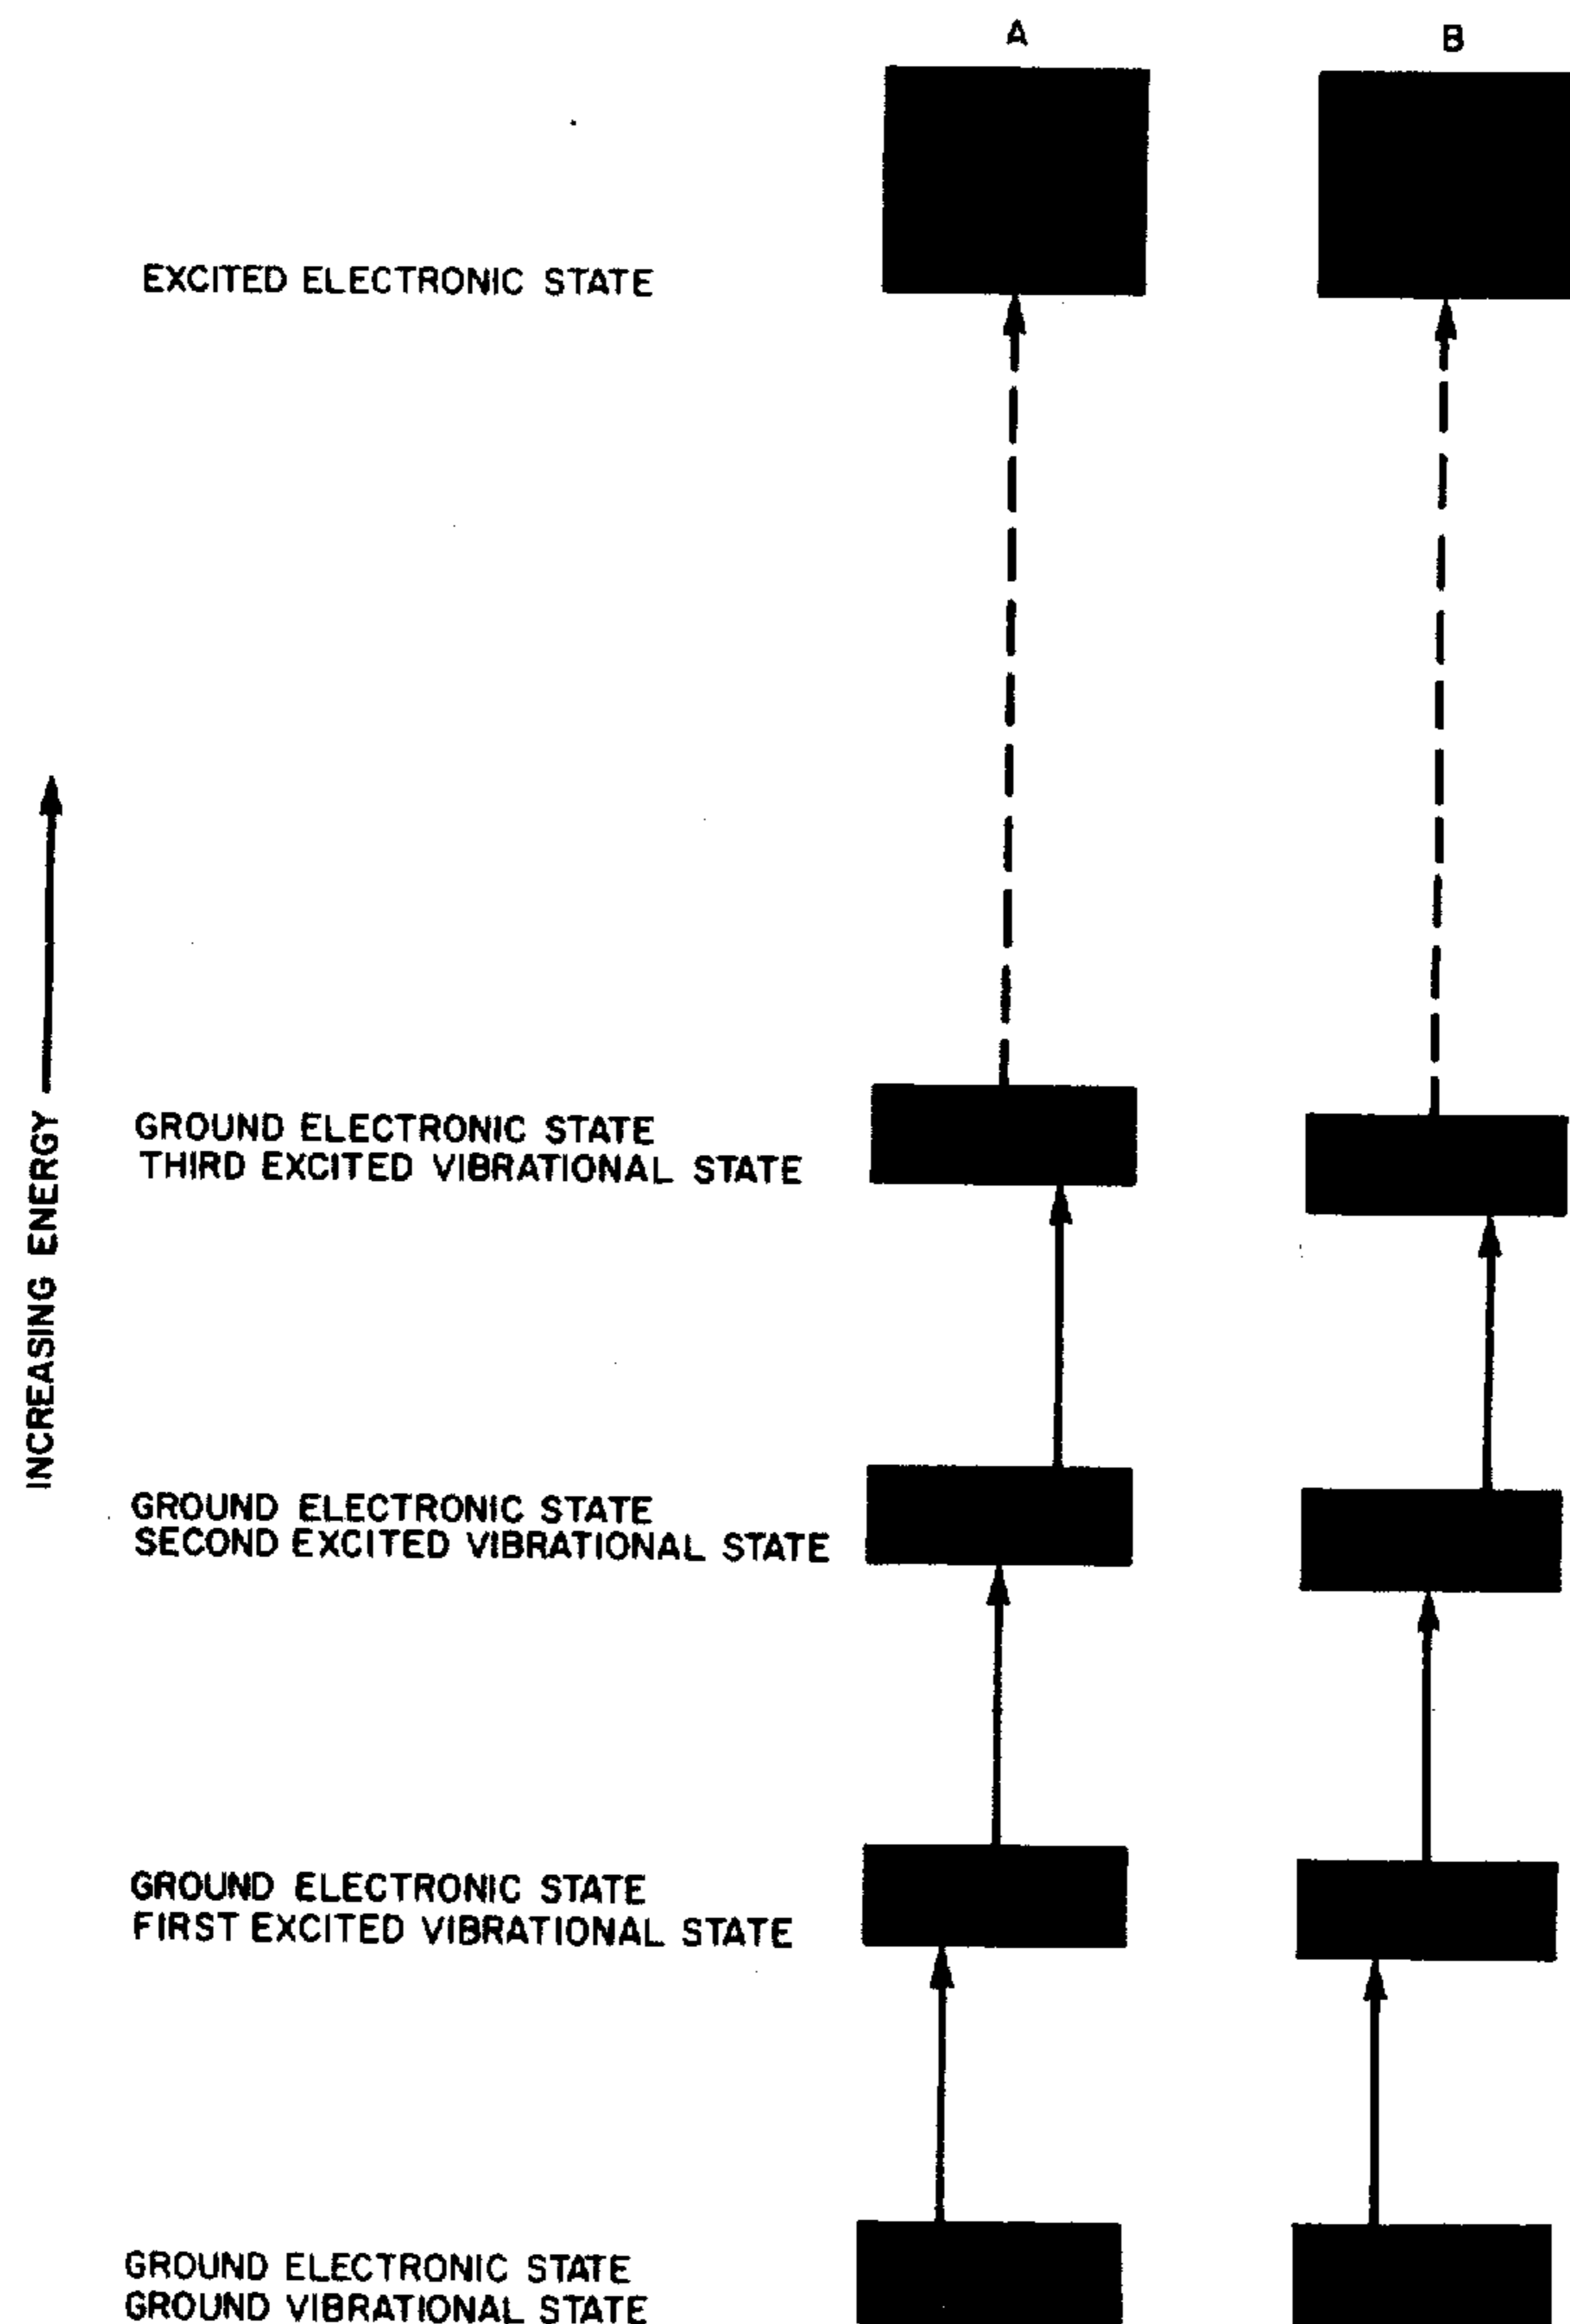 A
B
EXCITED ELECTRONIC STATE
INCREASING ENERGY
GROUND ELECTRONIC STATE
THIRD EXCITED VIBRATIONAL STATE
GROUND ELECTRONIC STATE
SECOND EXCITED VIBRATIONAL STATE
GROUND ELECTRONIC STATE
FIRST EXCITED VIBRATIONAL STATE
GROUND ELECTRONIC STATE
GROUND VIBRATIONAL STATE